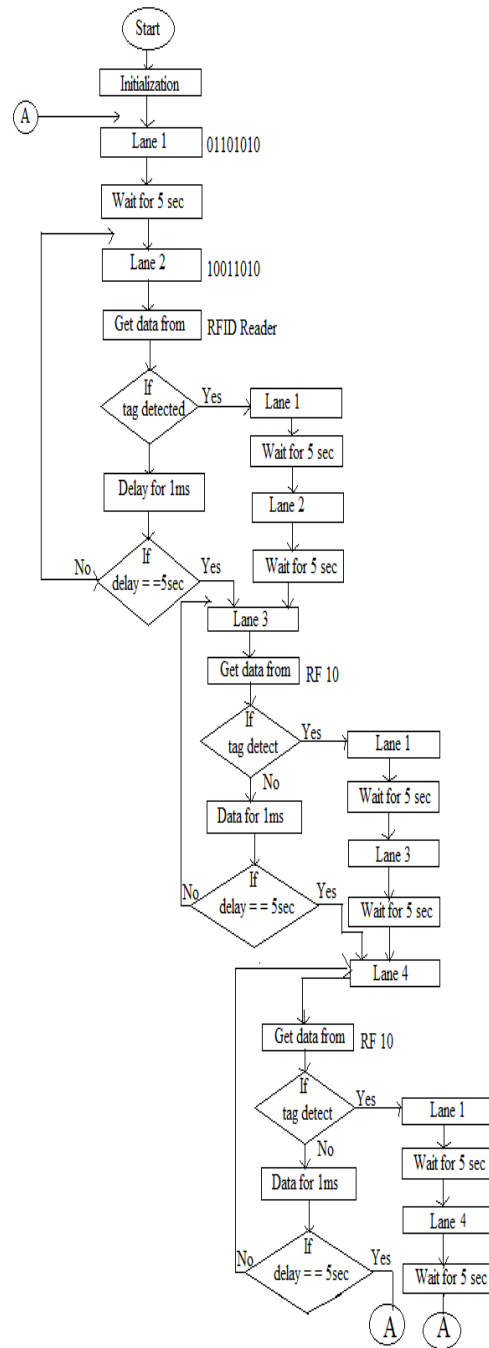 Start
Initialization
A
Lane 1
01101010
Wait for 5 sec
Lane 2
10011010
Get data from
RFID Reader
If
tag detected
Yes
Lane 1
Wait for 5 sec
Delay for 1ms
Lane 2
If
delay = =5sec
No
Yes
Wait for 5 sec
Lane 3
Get data from
RF 10
If
tag detect
Yes
Lane 1
No
Wait for 5 sec
Data for 1ms
Lane 3
If
delay = = 5sec
No
Yes
Wait for 5 sec
Lane 4
Get data from
RF 10
If
tag detect
Yes
Lane 1
No
Wait for 5 sec
Data for 1ms
Lane 4
If
delay = = 5sec
No
Yes
Wait for 5 sec
A
A